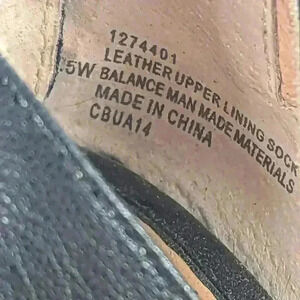 1274401
LEATHER UPPER LINING SOCK
.5W BALANCE MAN MADE MATERIALS
MADE IN CHINA
CBUA14